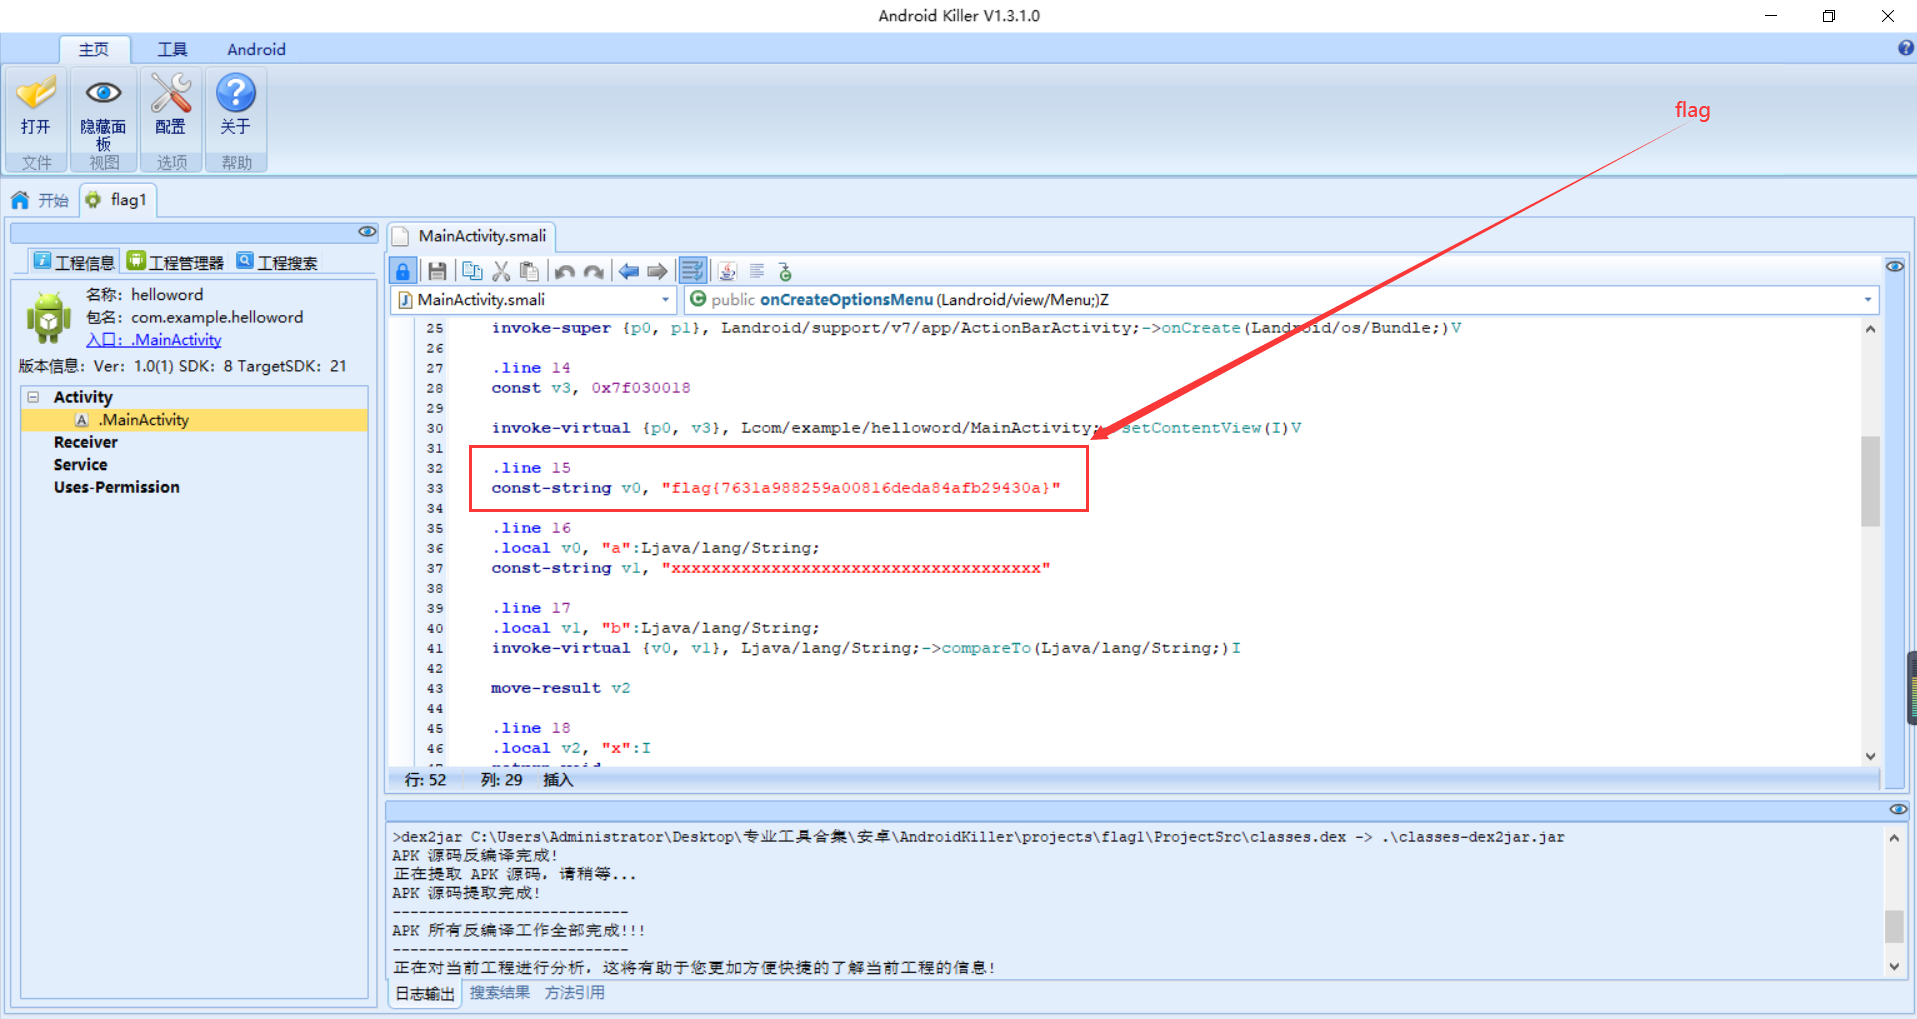 Android Killer V1.3.1.0
主页 工具 Android
打开 隐藏面板 配置 关于
文件 视图 选项 帮助
flag
开始 flag1
MainActivity.smali
工程信息 工程管理器 工程搜索
名称: helloword
包名: com.example.helloword
入口: .MainActivity
版本信息: Ver: 1.0(1) SDK: 8 TargetSDK: 21
Activity
A .MainActivity
Receiver
Service
Uses-Permission
MainActivity.smali
public onCreateOptionsMenu (Landroid/view/Menu;)Z
25 invoke-super {p0, p1}, Landroid/support/v7/app/ActionBarActivity;->onCreate(Landroid/os/Bundle;)V
26
27 .line 14
28 const v3, 0x7f030018
29
30 invoke-virtual {p0, v3}, Lcom/example/helloword/MainActivity; setContentView(I)V
31
32 .line 15
33 const-string v0, "flag{7631a988259a00816deda84afb29430a}"
34
35 .line 16
36 .local v0, "a":Ljava/lang/String;
37 const-string v1, "xxxxxxxxxxxxxxxxxxxxxxxxxxxxxxxxxxxxx"
38
39 .line 17
40 .local v1, "b":Ljava/lang/String;
41 invoke-virtual {v0, v1}, Ljava/lang/String;->compareTo(Ljava/lang/String;)I
42
43 move-result v2
44
45 .line 18
46 .local v2, "x":I
行: 52 列: 29 插入
>dex2jar C:\Users\Administrator\Desktop\专业工具合集\安卓\AndroidKiller\projects\flag1\ProjectSrc\classes.dex -> .\classes-dex2jar.jar
APK 源码反编译完成!
正在提取 APK 源码，请稍等...
APK 源码提取完成!
---------------------------
APK 所有反编译工作全部完成!!!
---------------------------
正在对当前工程进行分析，这将有助于您更加方便快捷的了解当前工程的信息!
日志输出 搜索结果 方法引用